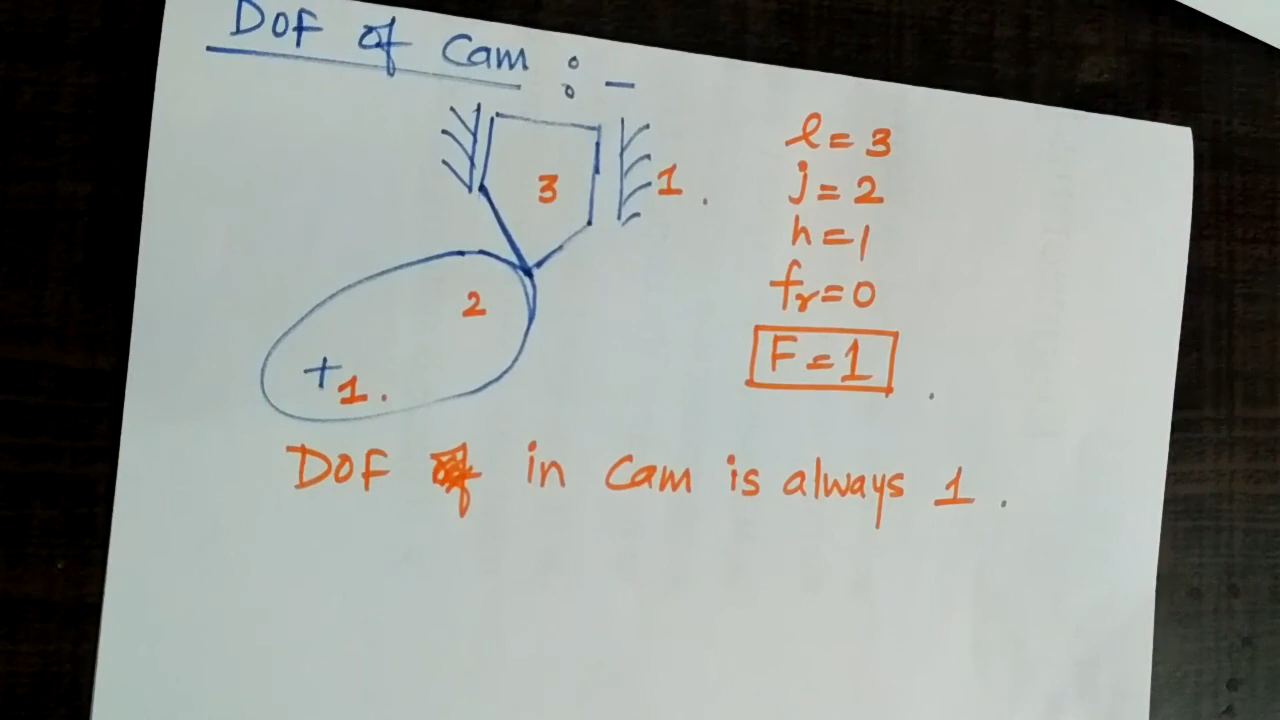 DOF of Cam :-
3
1.
2
1.
l = 3
j = 2
h = 1
fr = 0
F = 1
DOF in Cam is always 1.